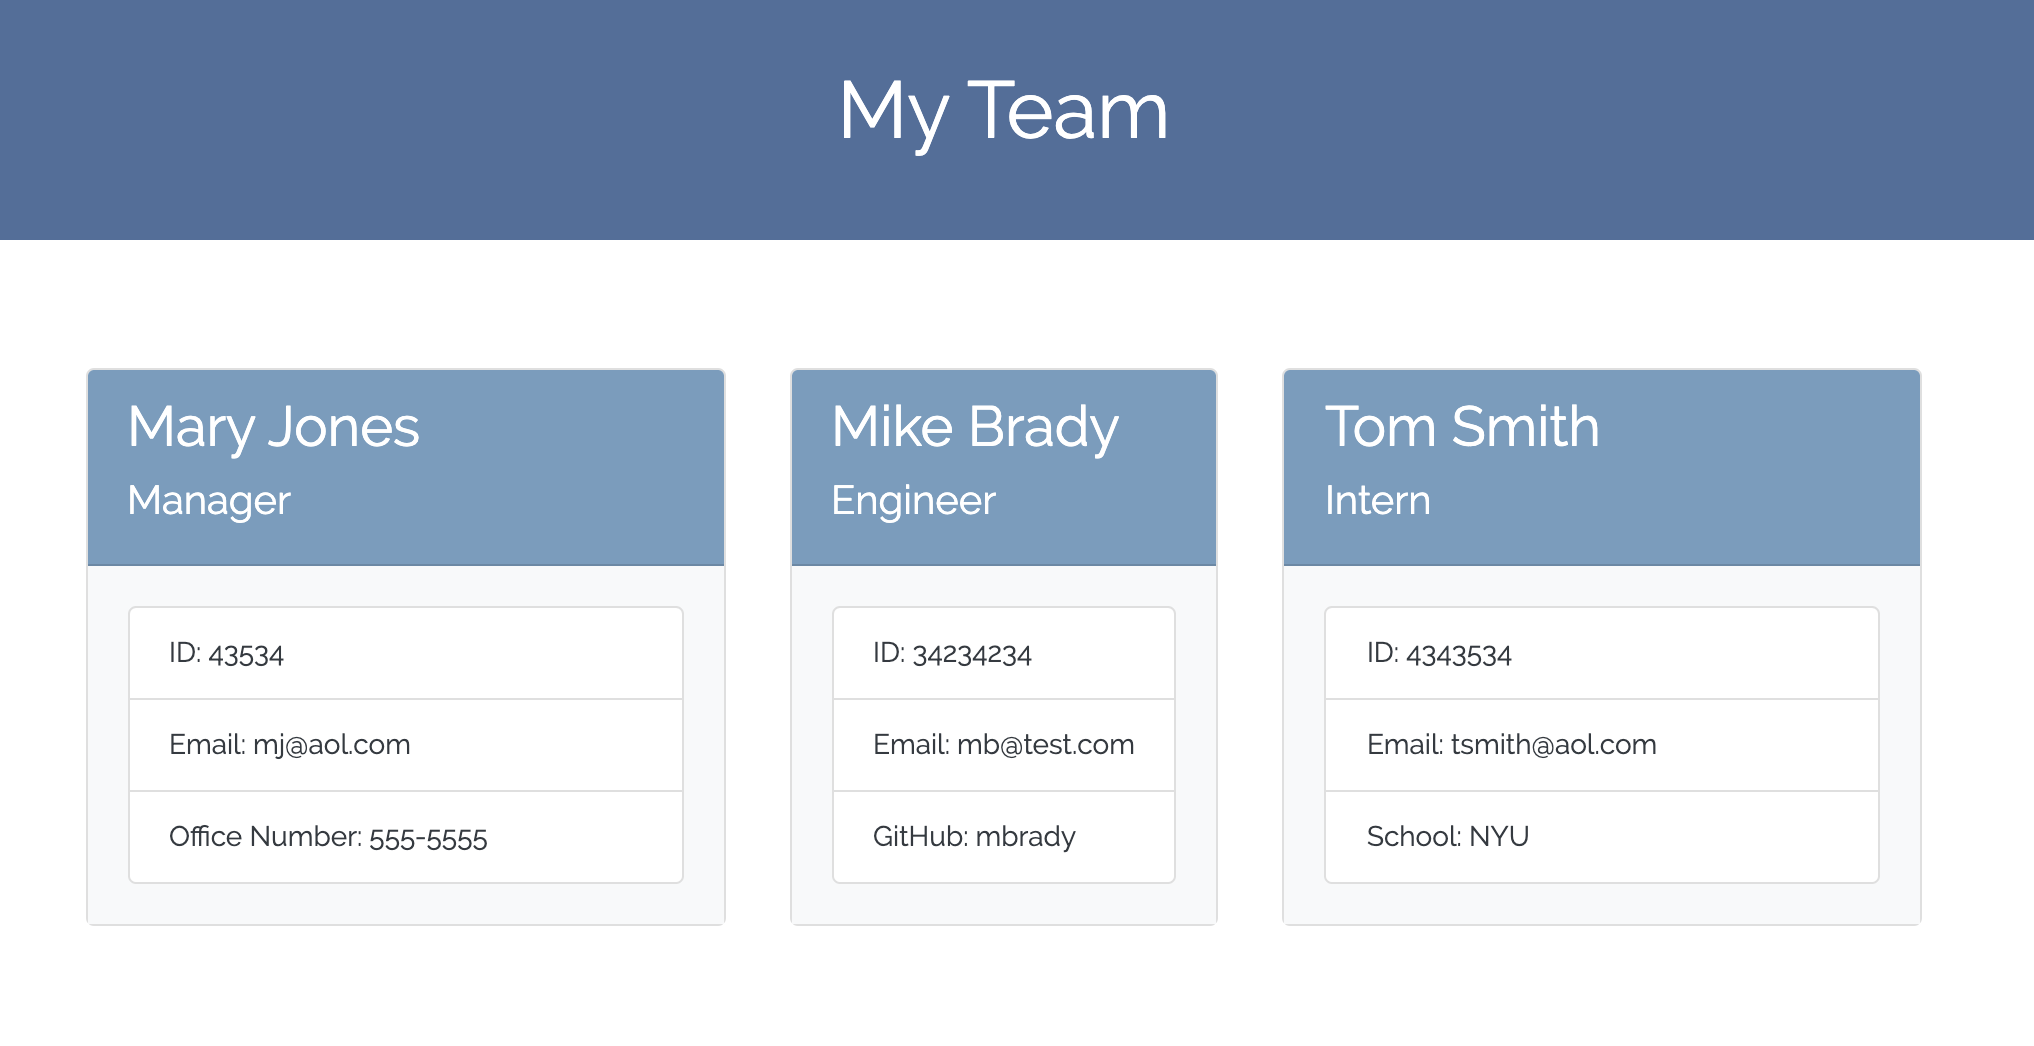 My Team
Mary Jones
Manager
ID: 43534
Email: mj@aol.com
Office Number: 555-5555
Mike Brady
Engineer
ID: 34234234
Email: mb@test.com
GitHub: mbrady
Tom Smith
Intern
ID: 4343534
Email: tsmith@aol.com
School: NYU